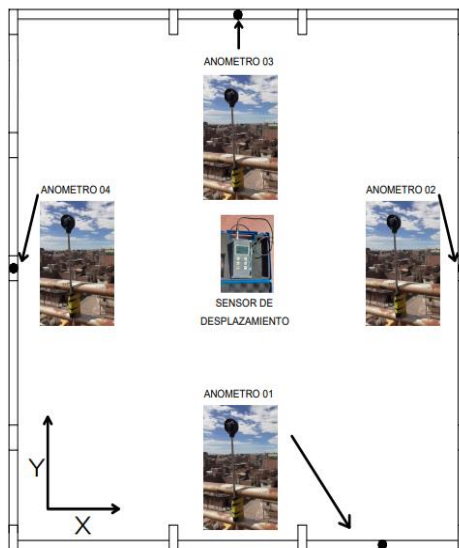 ANOMETRO 03
ANOMETRO 04
ANOMETRO 02
SENSOR DE
DESPLAZAMIENTO
ANOMETRO 01
Y
X